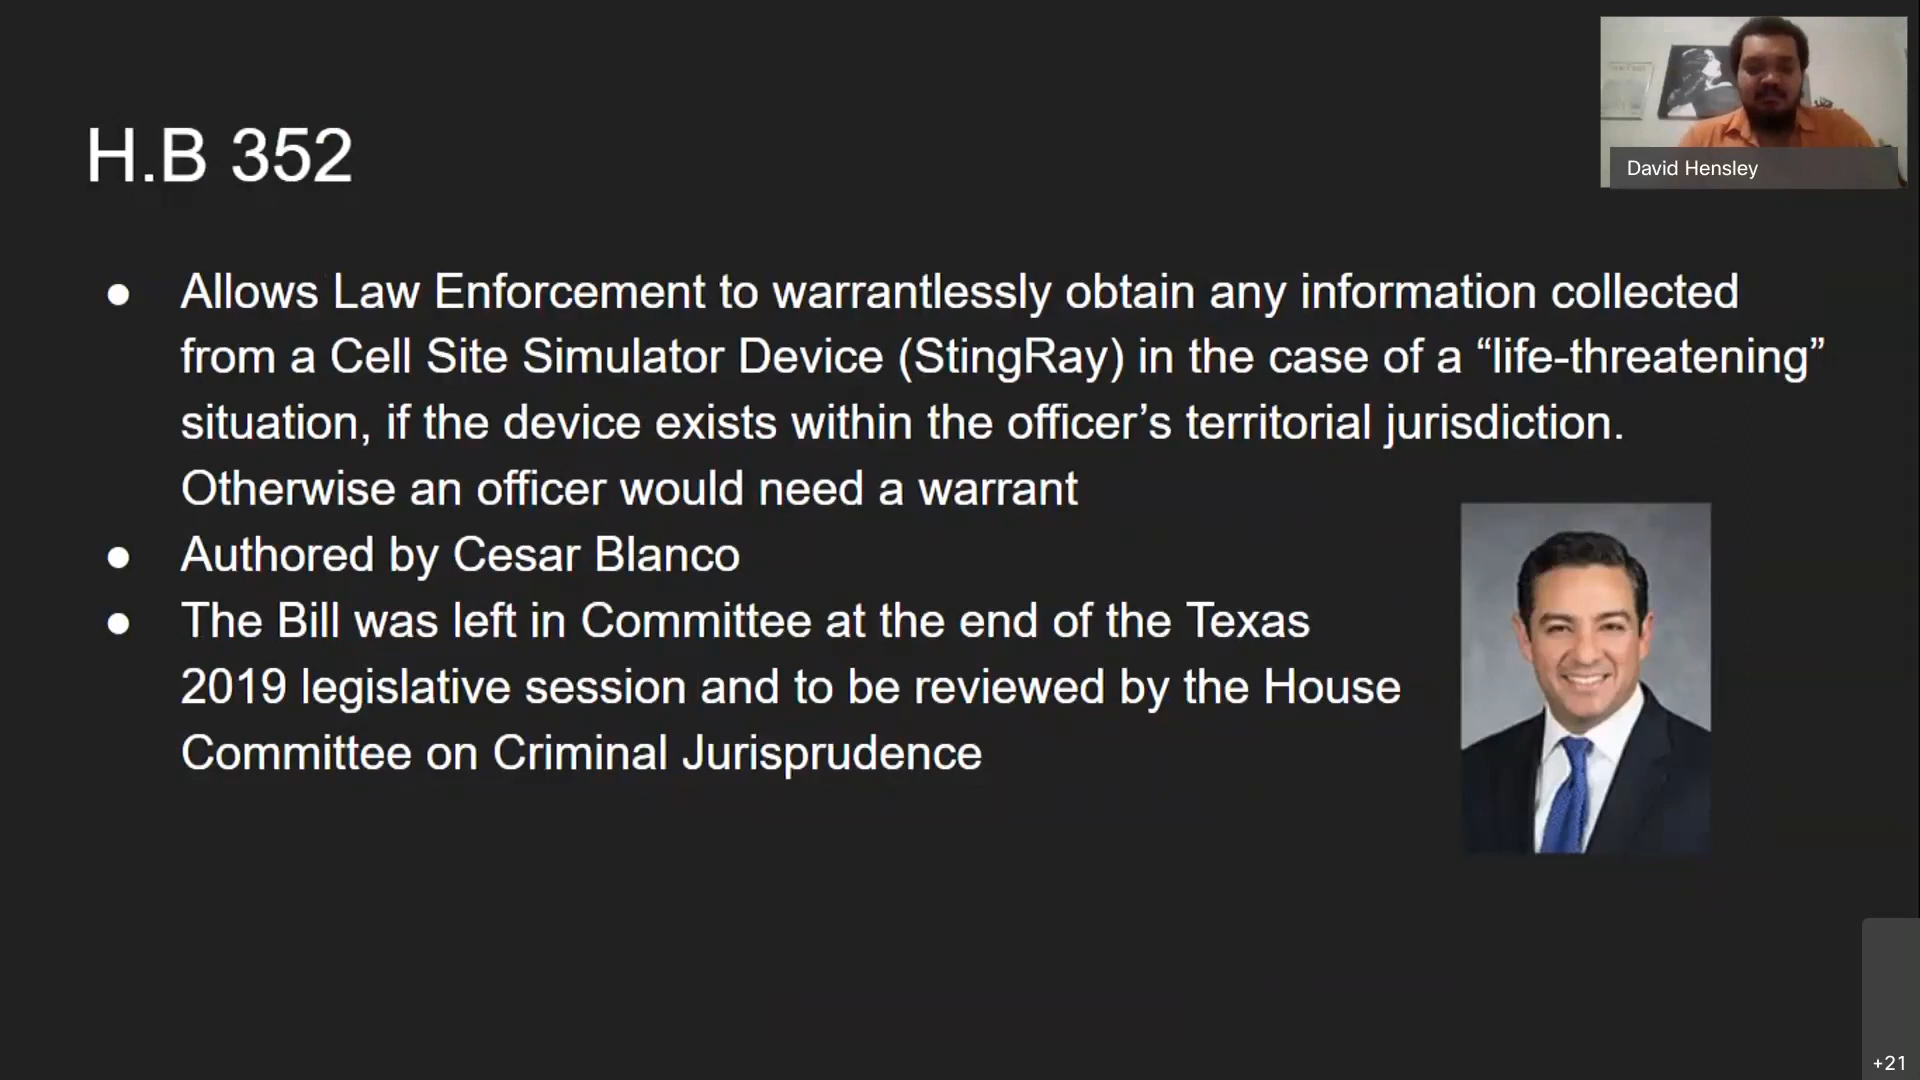 H.B 352
David Hensley
● Allows Law Enforcement to warrantlessly obtain any information collected
from a Cell Site Simulator Device (StingRay) in the case of a “life-threatening”
situation, if the device exists within the officer’s territorial jurisdiction.
Otherwise an officer would need a warrant
● Authored by Cesar Blanco
● The Bill was left in Committee at the end of the Texas
2019 legislative session and to be reviewed by the House
Committee on Criminal Jurisprudence
+21